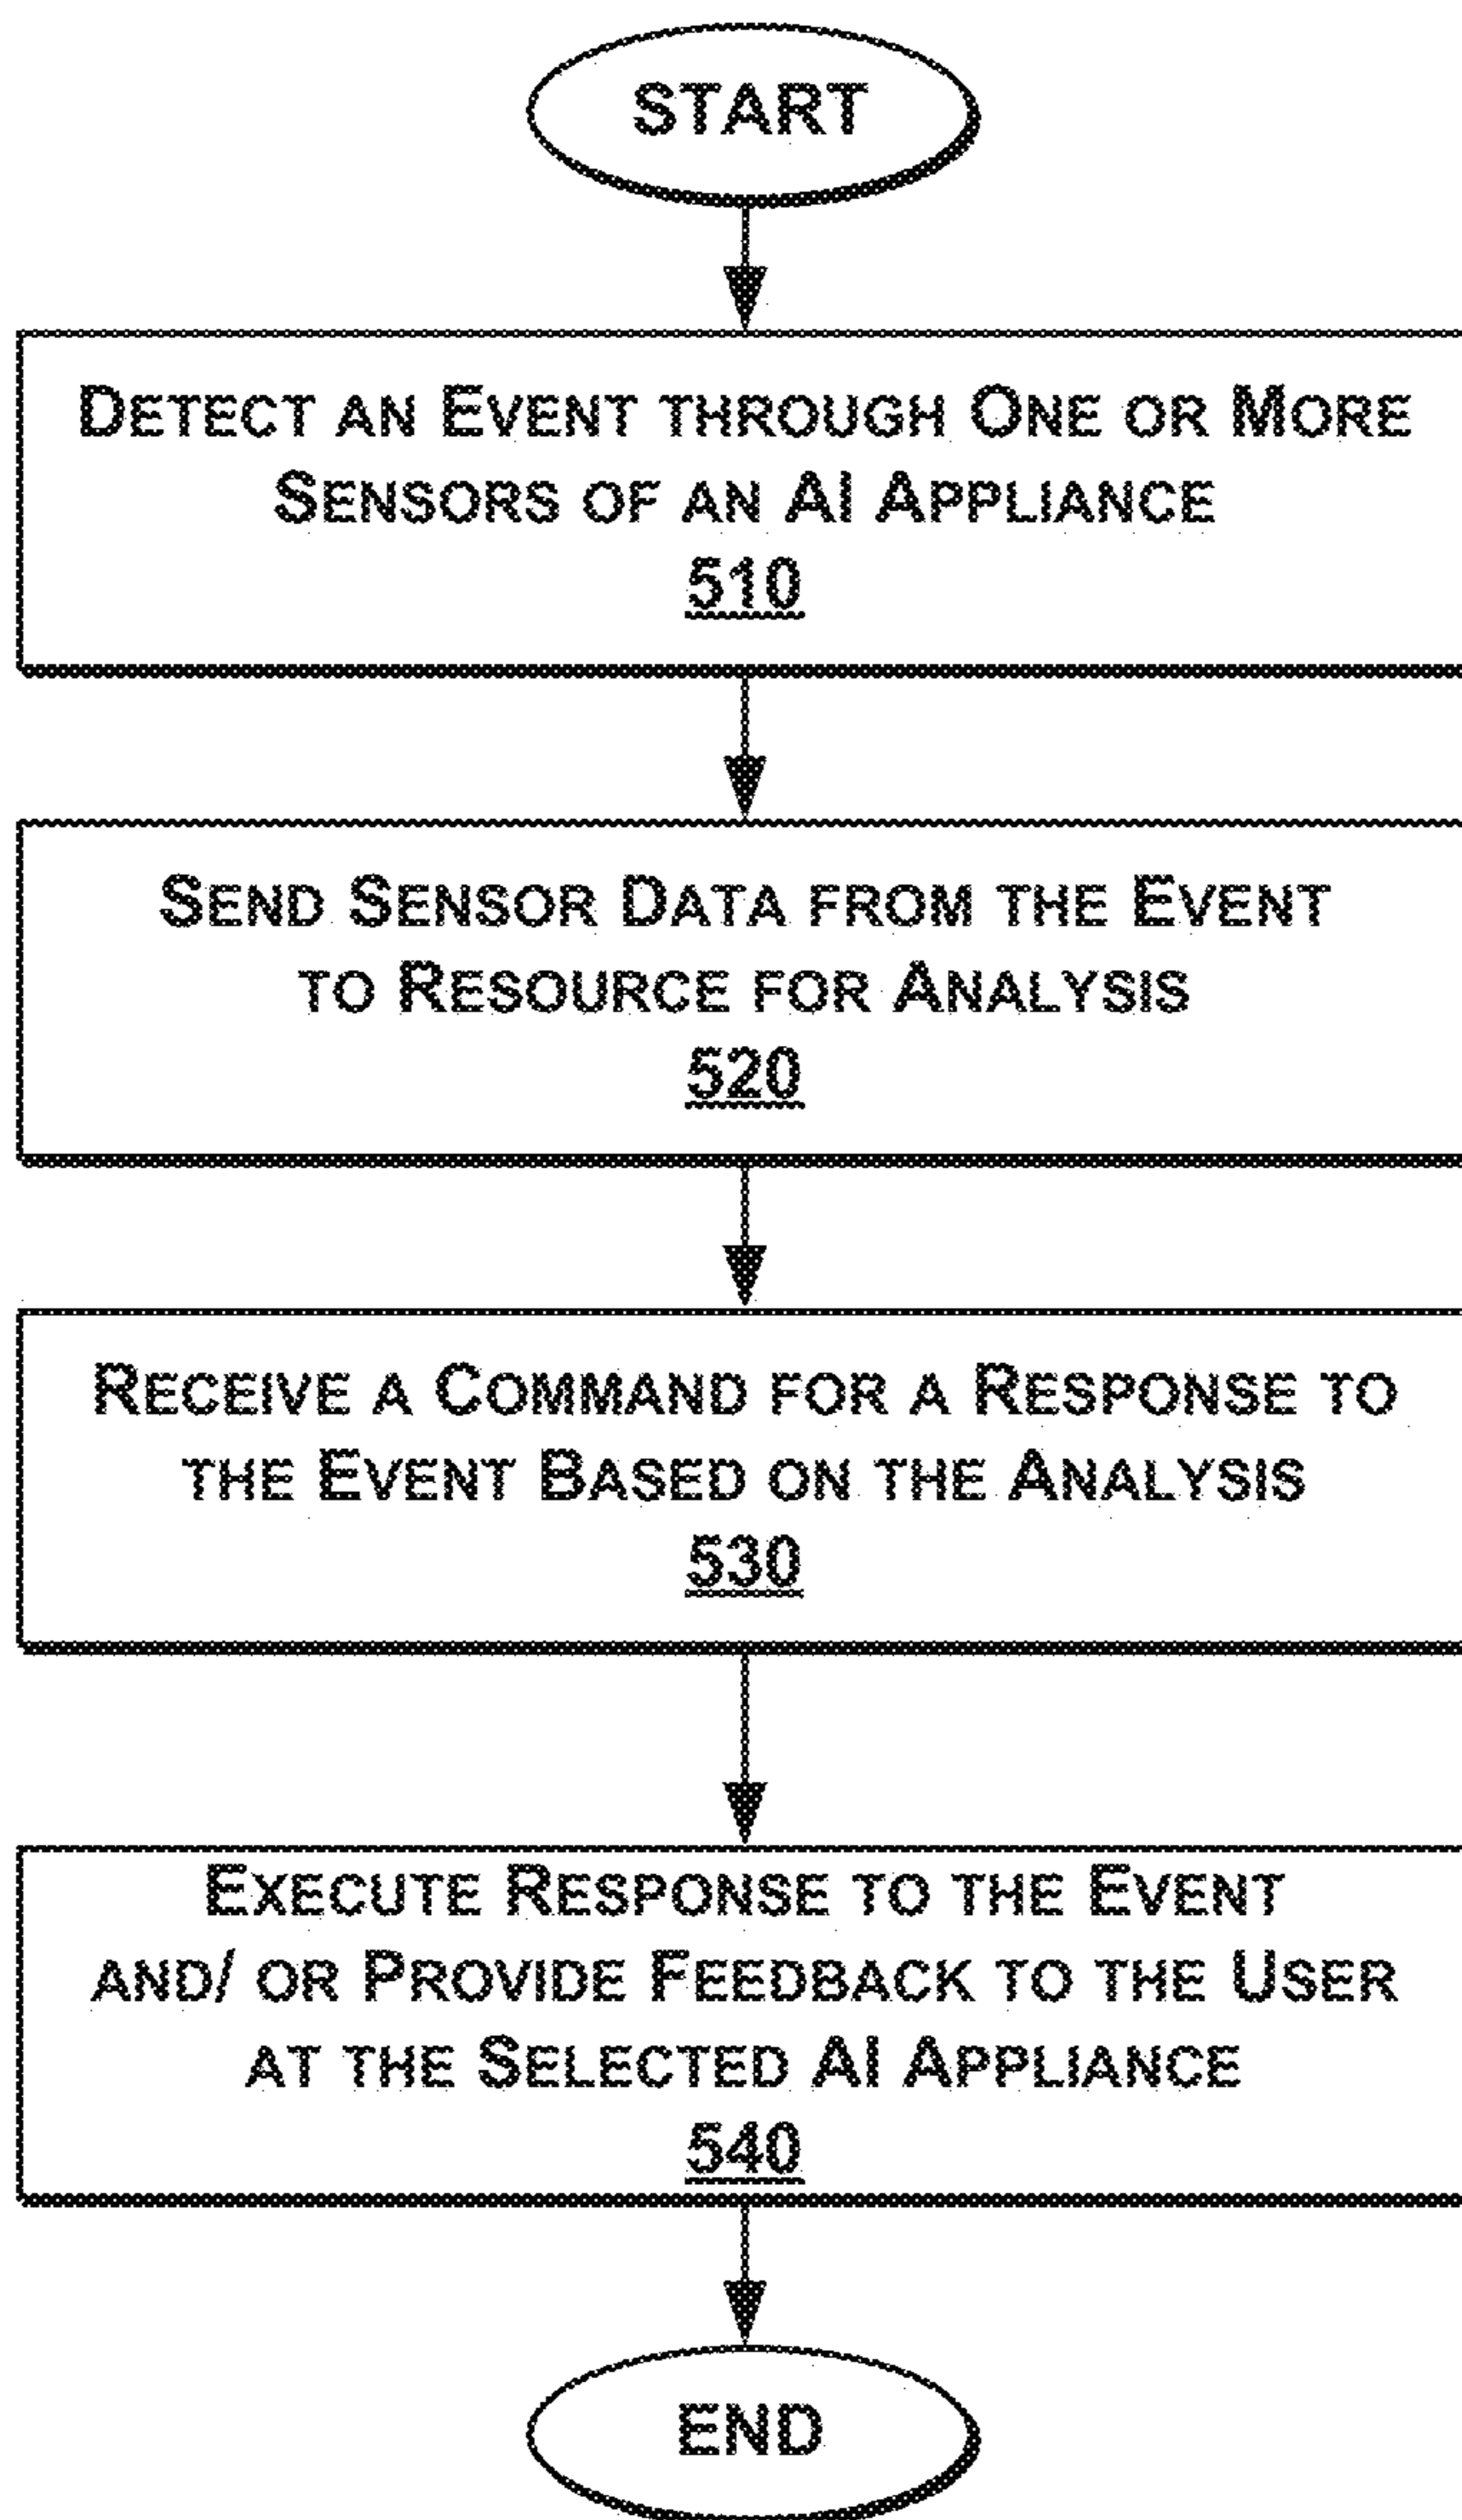 START
DETECT AN EVENT THROUGH ONE OR MORE
SENSORS OF AN AI APPLIANCE
510
SEND SENSOR DATA FROM THE EVENT
TO RESOURCE FOR ANALYSIS
520
RECEIVE A COMMAND FOR A RESPONSE TO
THE EVENT BASED ON THE ANALYSIS
530
EXECUTE RESPONSE TO THE EVENT
AND/ OR PROVIDE FEEDBACK TO THE USER
AT THE SELECTED AI APPLIANCE
540
END